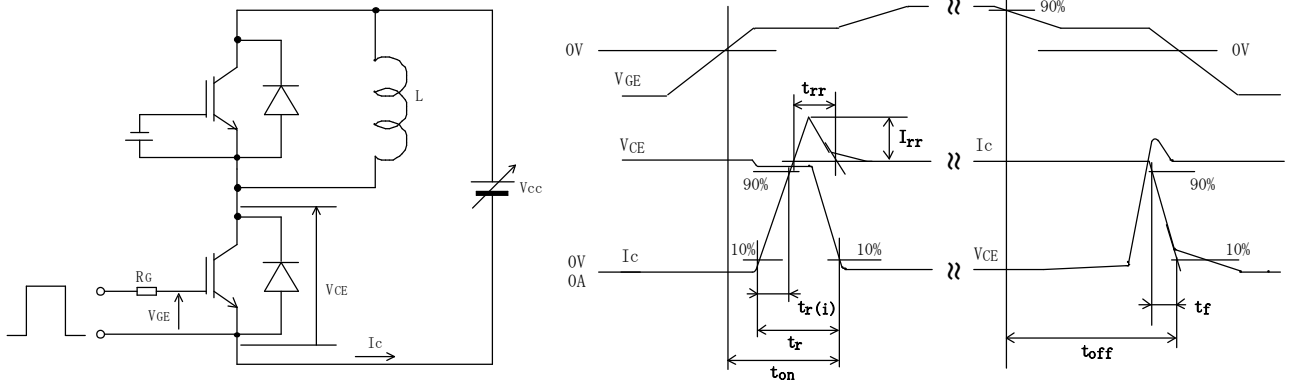 L
Vcc
RG
VGE
VCE
Ic
0V
VGE
trr
Irr
VCE
90%
10%
10%
Ic
0V
0A
tr(i)
tr
ton
90%
0V
Ic
90%
VCE
10%
tf
toff